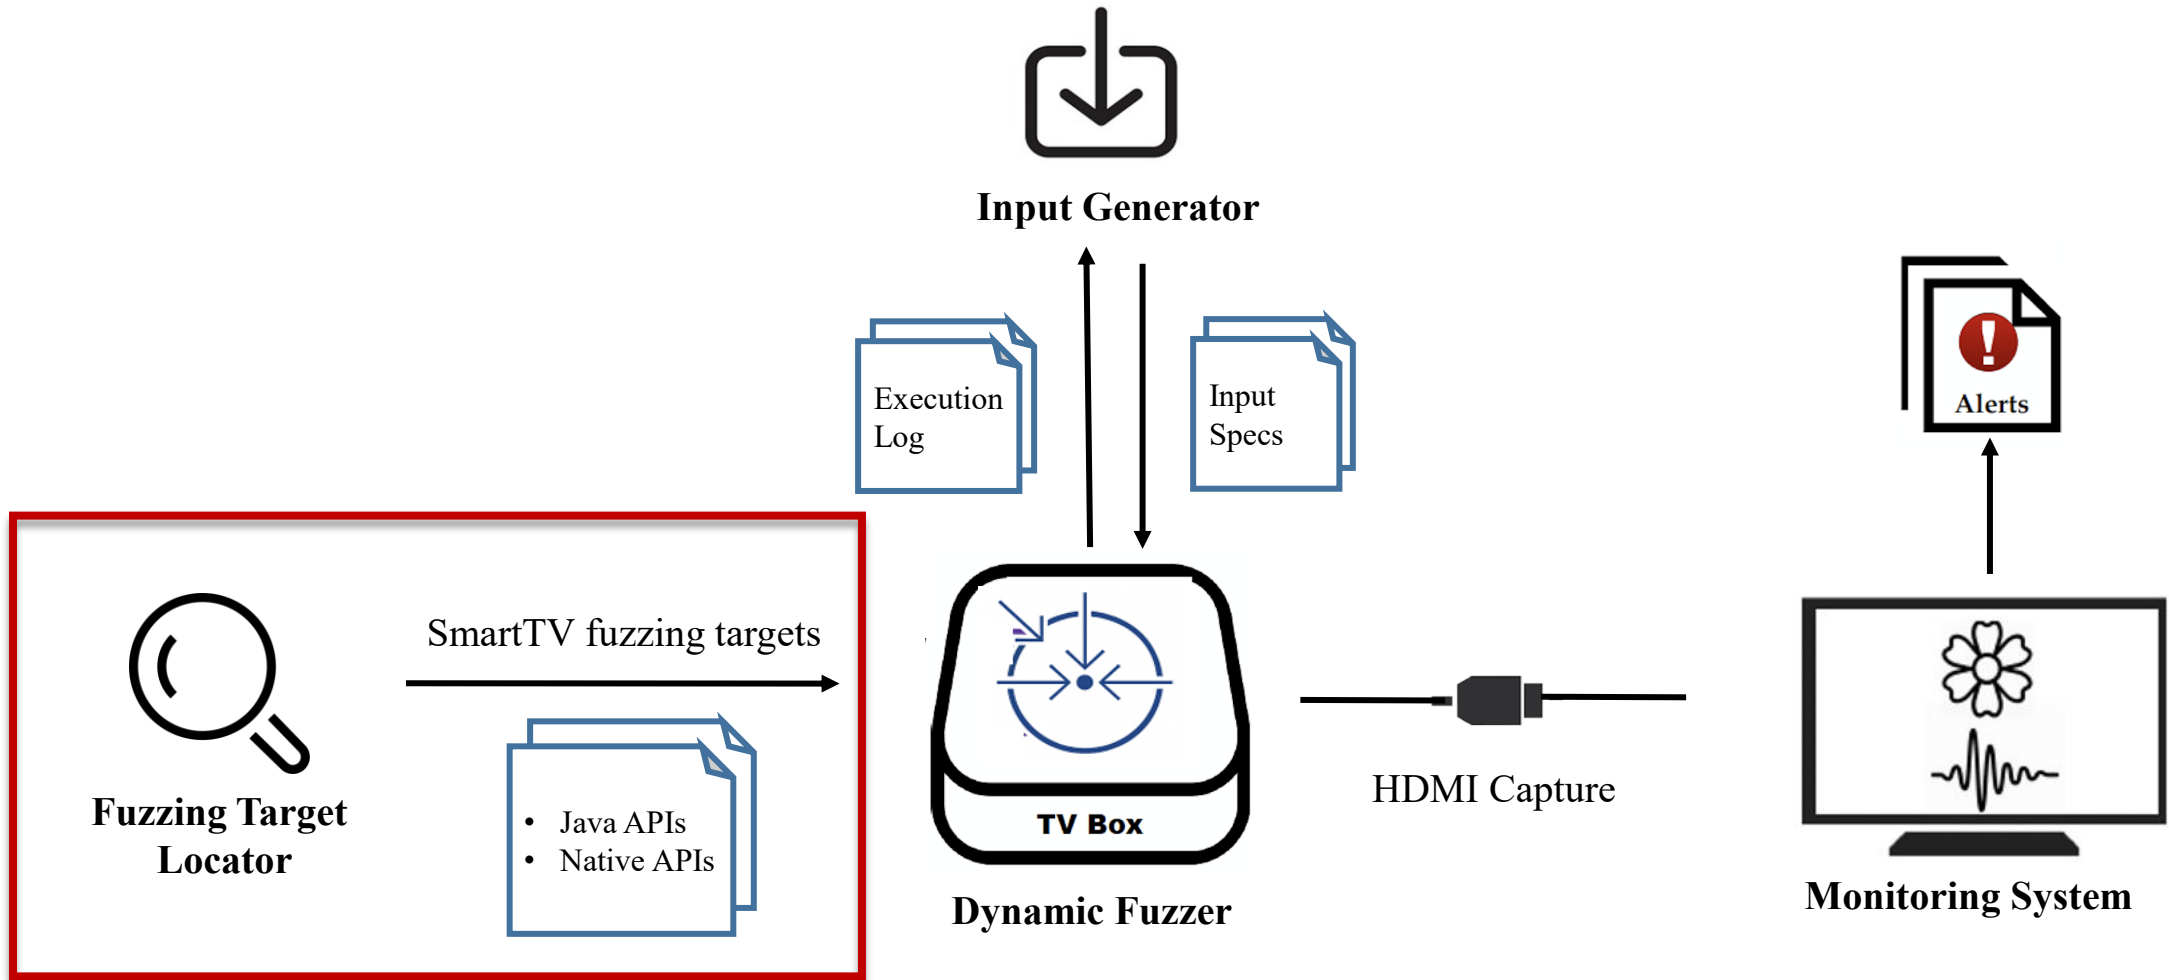 Input Generator
Execution
Log
Input
Specs
Alerts
SmartTV fuzzing targets
• Java APIs
• Native APIs
Fuzzing Target
Locator
TV Box
Dynamic Fuzzer
HDMI Capture
Monitoring System